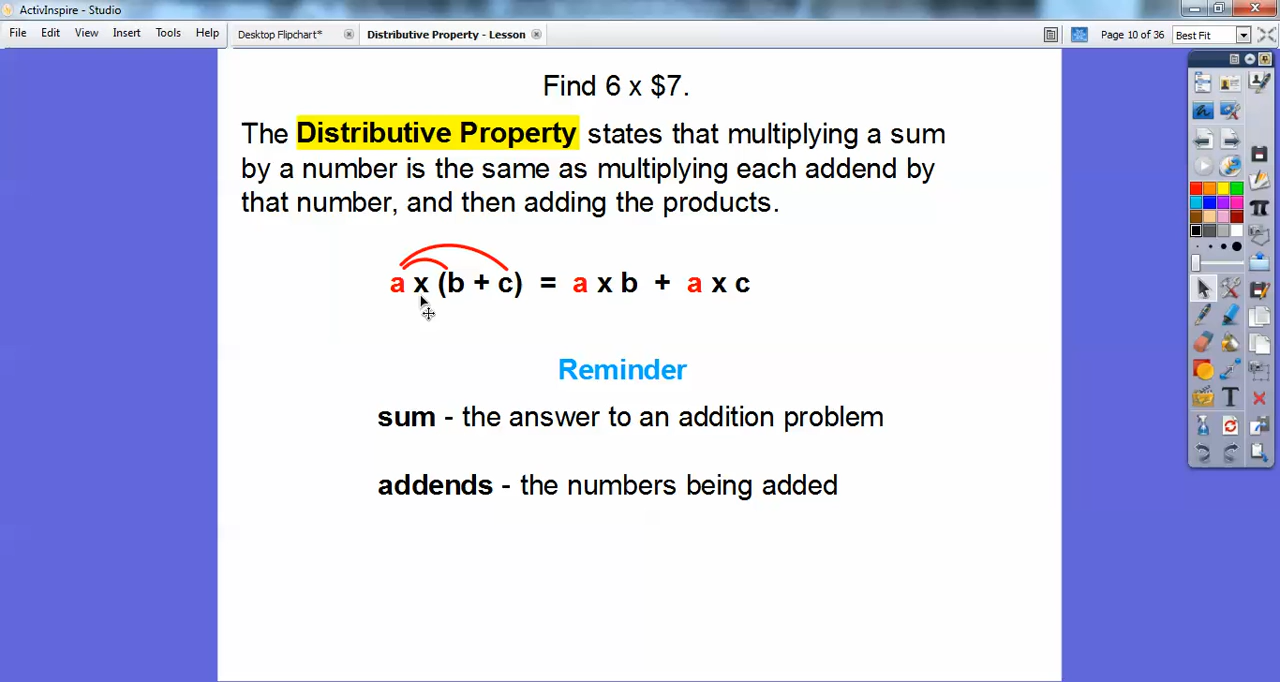 ActivInspire - Studio
File Edit View Insert Tools Help
Desktop Flipchart* Distributive Property - Lesson
Page 10 of 36 Best Fit
Find 6 x $7.
The Distributive Property states that multiplying a sum
by a number is the same as multiplying each addend by
that number, and then adding the products.
a x (b + c) = a x b + a x c
Reminder
sum - the answer to an addition problem
addends - the numbers being added